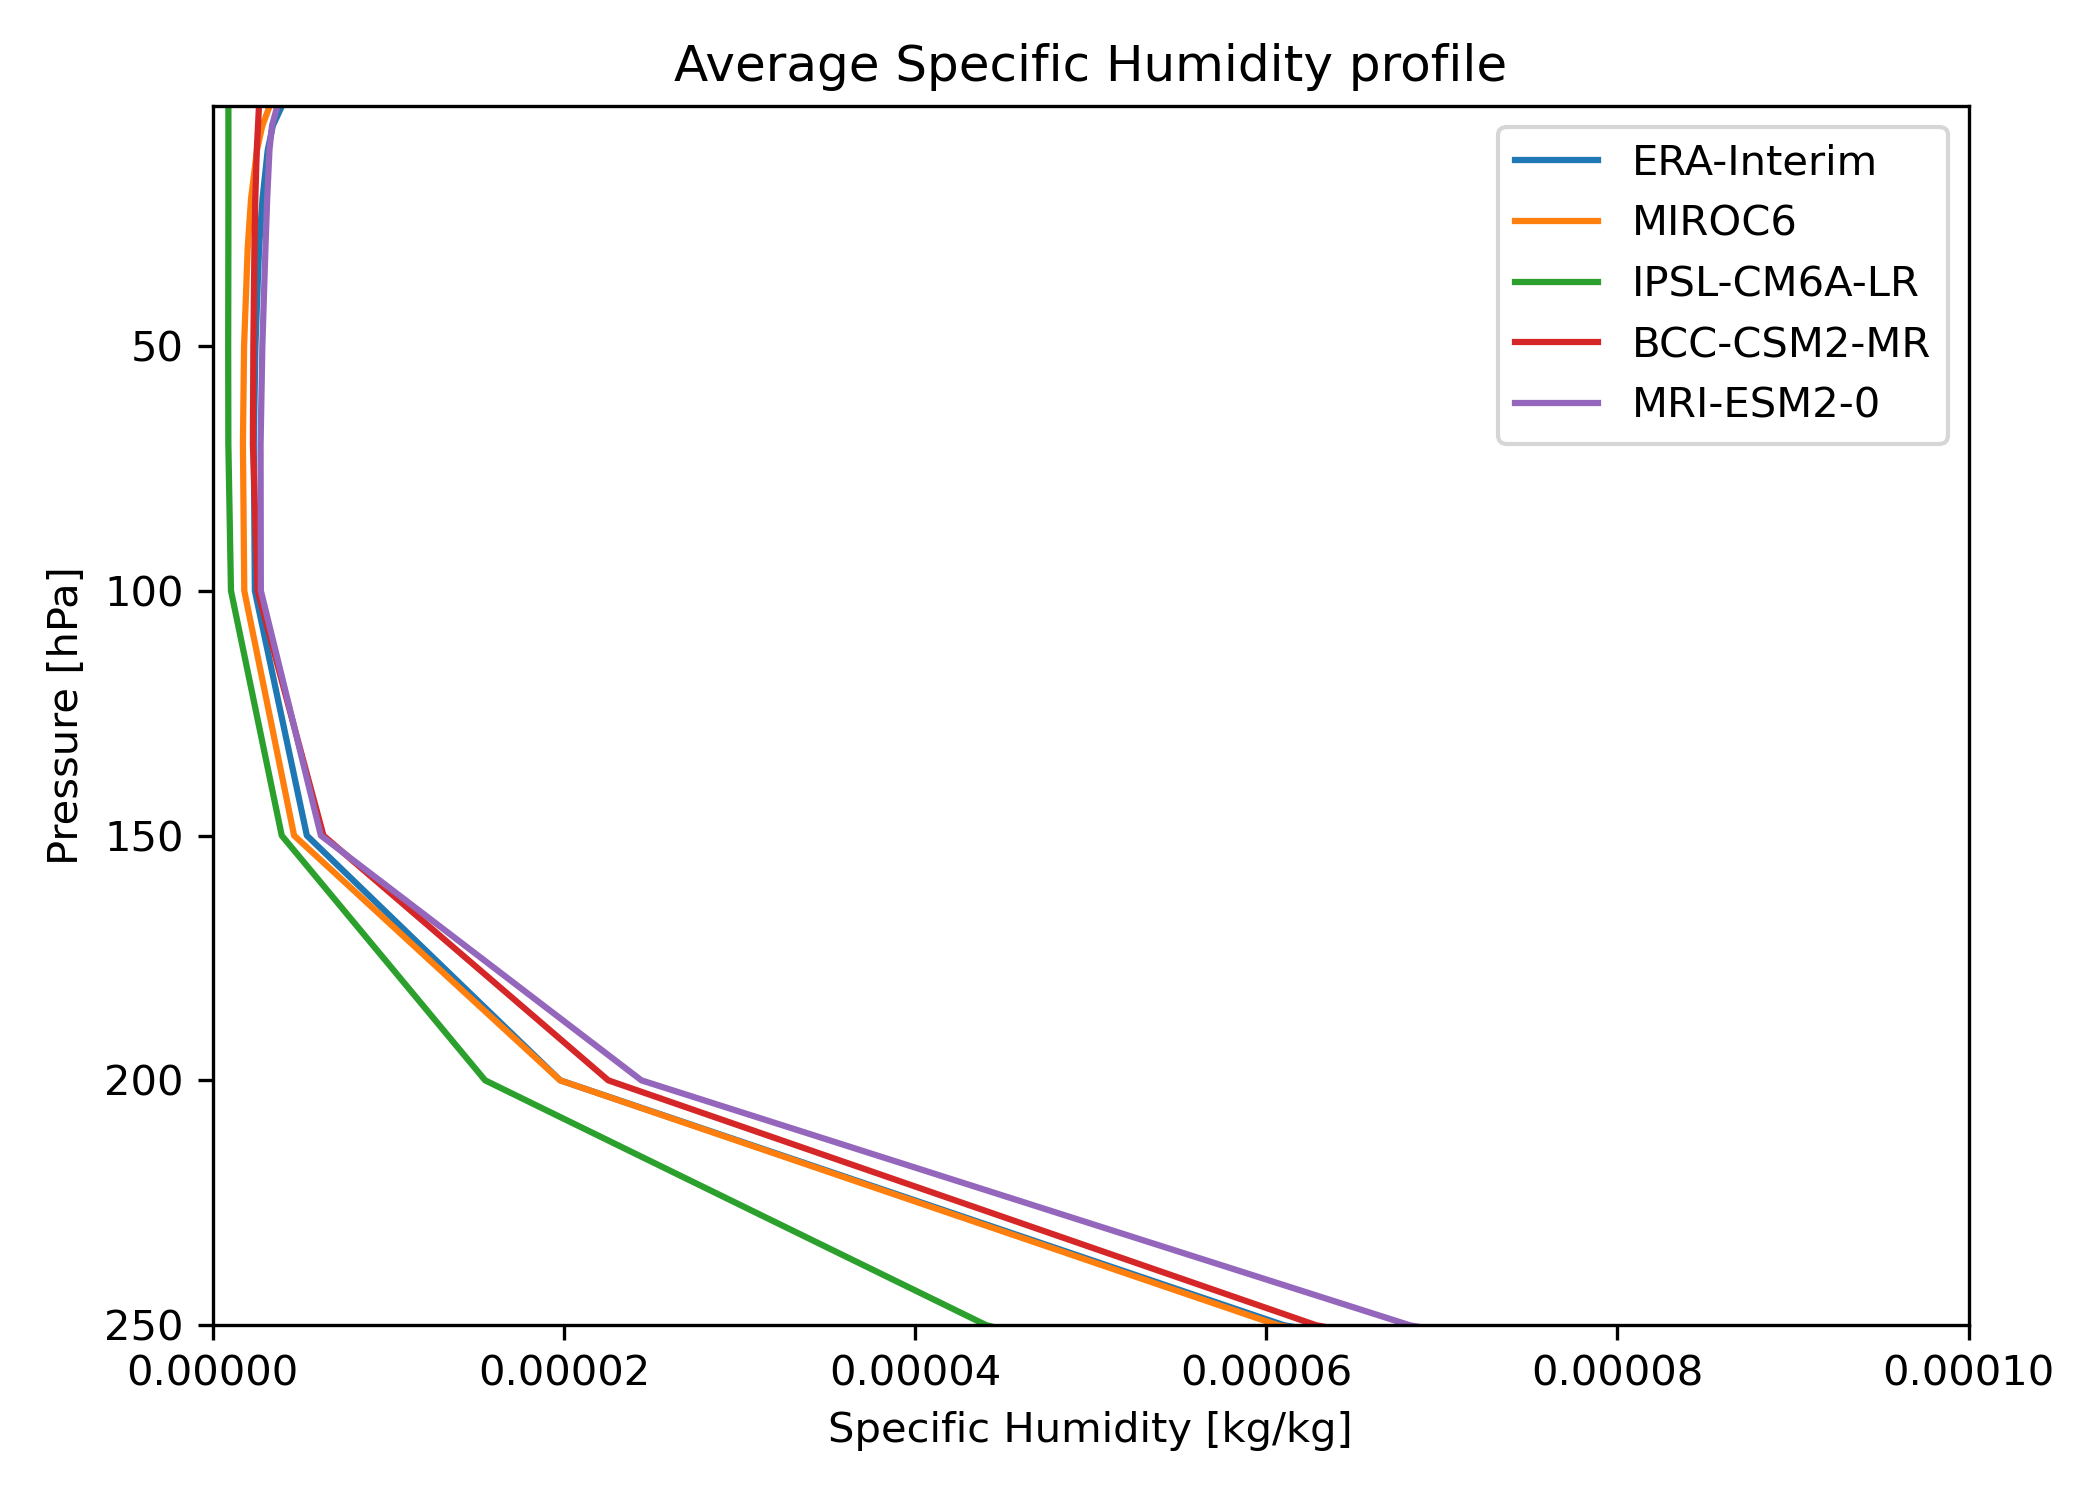 Average Specific Humidity profile
ERA-Interim
MIROC6
IPSL-CM6A-LR
BCC-CSM2-MR
MRI-ESM2-0
Pressure [hPa]
50
100
150
200
250
0.00000 0.00002 0.00004 0.00006 0.00008 0.00010
Specific Humidity [kg/kg]